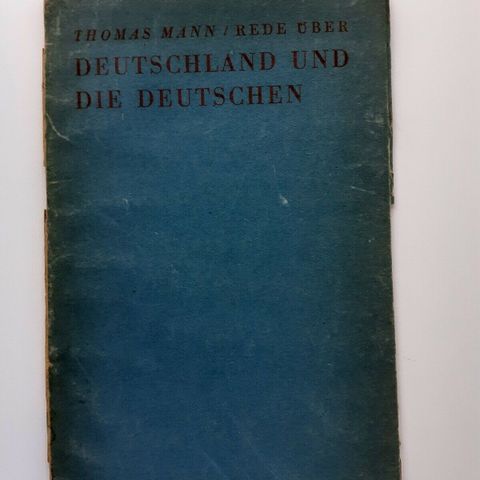 THOMAS MANN / REDE ÜBER
DEUTSCHLAND UND
DIE DEUTSCHEN